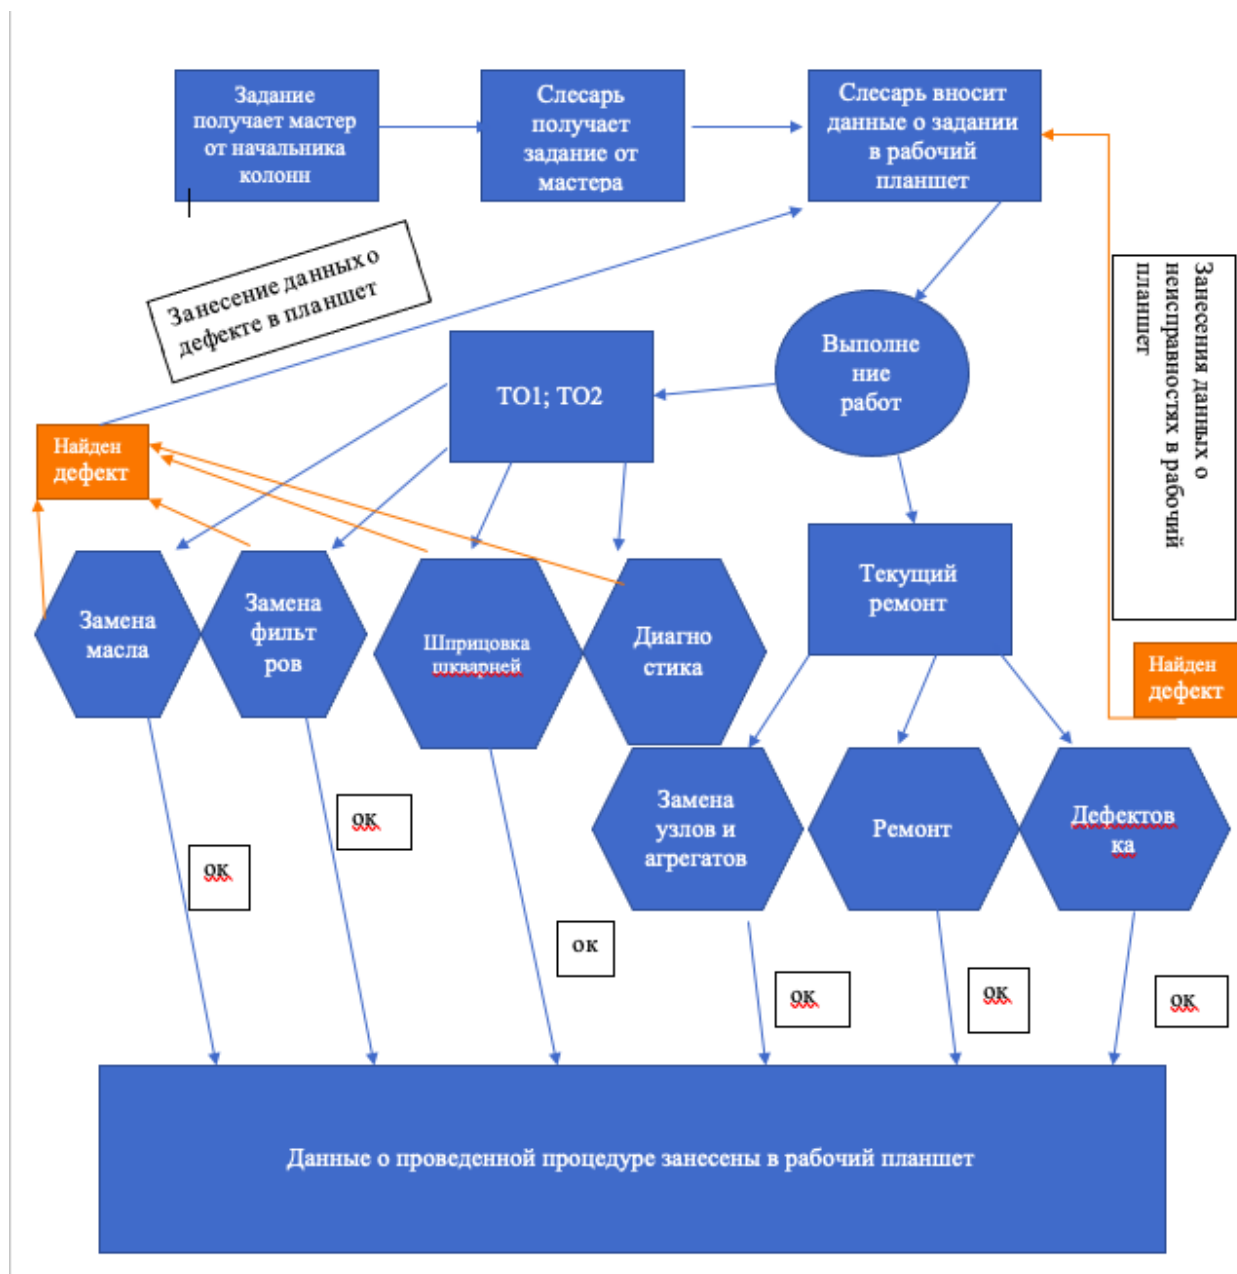 Задание
получает мастер
от начальника
колонн
Слесарь
получает
задание от
мастера
Слесарь вносит
данные о задании
в рабочий
планшет
Занесение данных о
дефекте в планшет
Занесения данных о
неисправностях в рабочий
планшет
Выполне
ние
работ
ТО1; ТО2
Найден
дефект
Текущий
ремонт
Замена
масла
Замена
фильт
ров
Шприцовка
шкварней
Диагно
стика
Найден
дефект
Замена
узлов и
агрегатов
Ремонт
Дефектов
ка
ок
ок
ок
ок
ок
ок
Данные о проведенной процедуре занесены в рабочий планшет